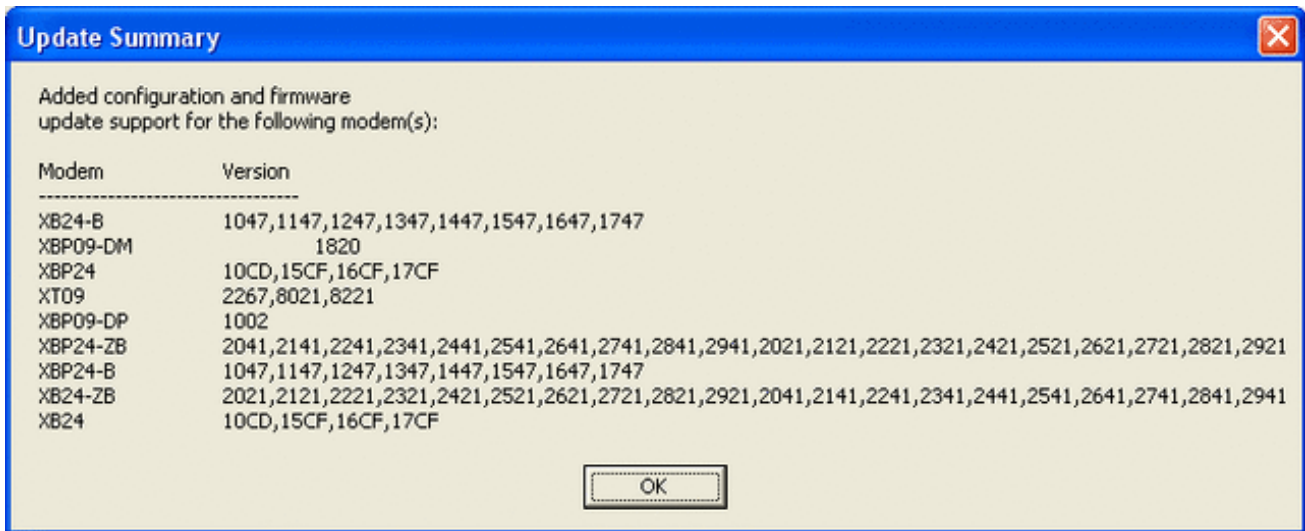 Update Summary
Added configuration and firmware
update support for the following modem(s):
Modem Version
----------------------------------
XB24-B 1047,1147,1247,1347,1447,1547,1647,1747
XBP09-DM 1820
XBP24 10CD,15CF,16CF,17CF
XT09 2267,8021,8221
XBP09-DP 1002
XBP24-ZB 2041,2141,2241,2341,2441,2541,2641,2741,2841,2941,2021,2121,2221,2321,2421,2521,2621,2721,2821,2921
XBP24-B 1047,1147,1247,1347,1447,1547,1647,1747
XB24-ZB 2021,2121,2221,2321,2421,2521,2621,2721,2821,2921,2041,2141,2241,2341,2441,2541,2641,2741,2841,2941
XB24 10CD,15CF,16CF,17CF
OK